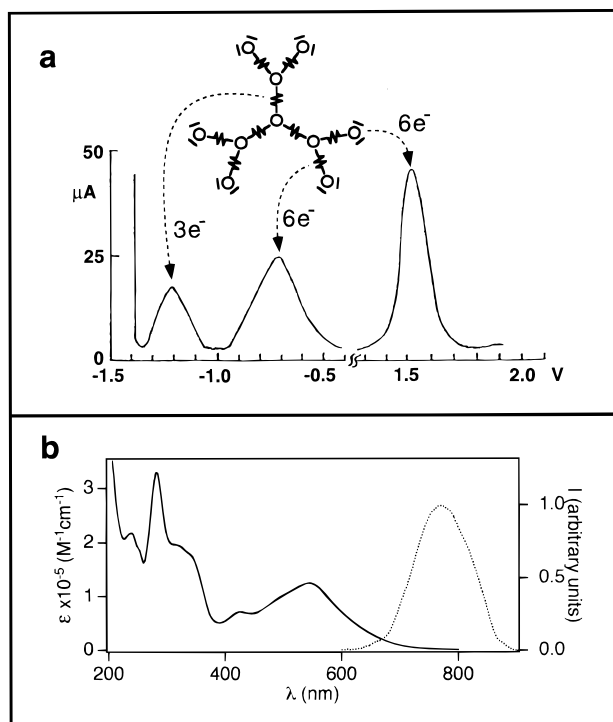 a
6e-
50
μA
3e-
6e-
25
0
-1.5 -1.0 -0.5 1.5 2.0 V
b
3
2
1
0
ε x10-5 (M-1cm-1)
1.0
0.5
0.0
I (arbitrary units)
200 400 600 800
λ (nm)